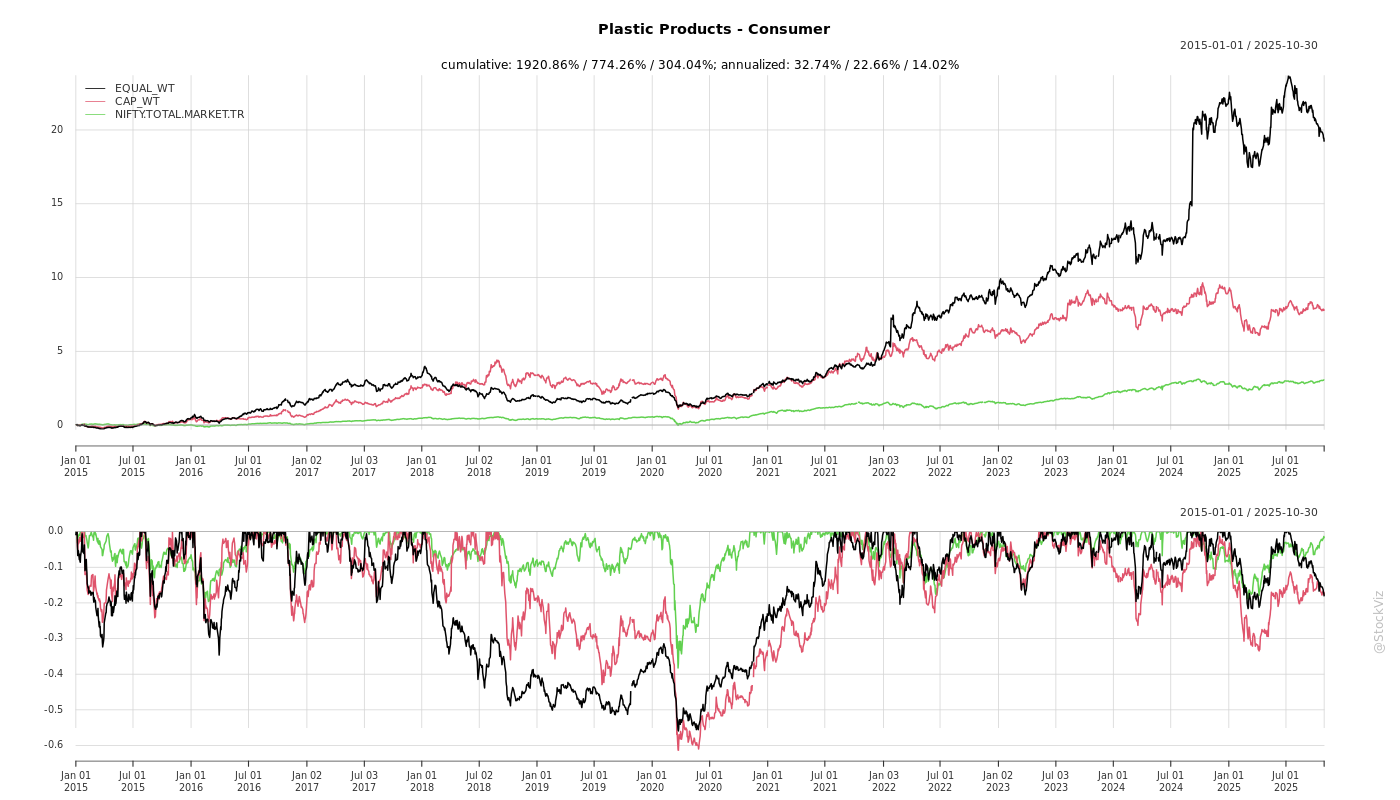 Plastic Products - Consumer
2015-01-01 / 2025-10-30
cumulative: 1920.86% / 774.26% / 304.04%; annualized: 32.74% / 22.66% / 14.02%
EQUAL_WT
CAP_WT
NIFTY.TOTAL.MARKET.TR
20
15
10
5
0
Jan 01 Jul 01 Jan 01 Jul 01 Jan 02 Jul 03 Jan 01 Jul 02 Jan 01 Jul 01 Jan 01 Jul 01 Jan 01 Jul 01 Jan 03 Jul 01 Jan 02 Jul 03 Jan 01 Jul 01 Jan 01 Jul 01
2015 2015 2016 2016 2017 2017 2018 2018 2019 2019 2020 2020 2021 2021 2022 2022 2023 2023 2024 2024 2025 2025
2015-01-01 / 2025-10-30
0.0
-0.1
-0.2
-0.3
-0.4
-0.5
-0.6
Jan 01 Jul 01 Jan 01 Jul 01 Jan 02 Jul 03 Jan 01 Jul 02 Jan 01 Jul 01 Jan 01 Jul 01 Jan 01 Jul 01 Jan 03 Jul 01 Jan 02 Jul 03 Jan 01 Jul 01 Jan 01 Jul 01
2015 2015 2016 2016 2017 2017 2018 2018 2019 2019 2020 2020 2021 2021 2022 2022 2023 2023 2024 2024 2025 2025
@StockViz